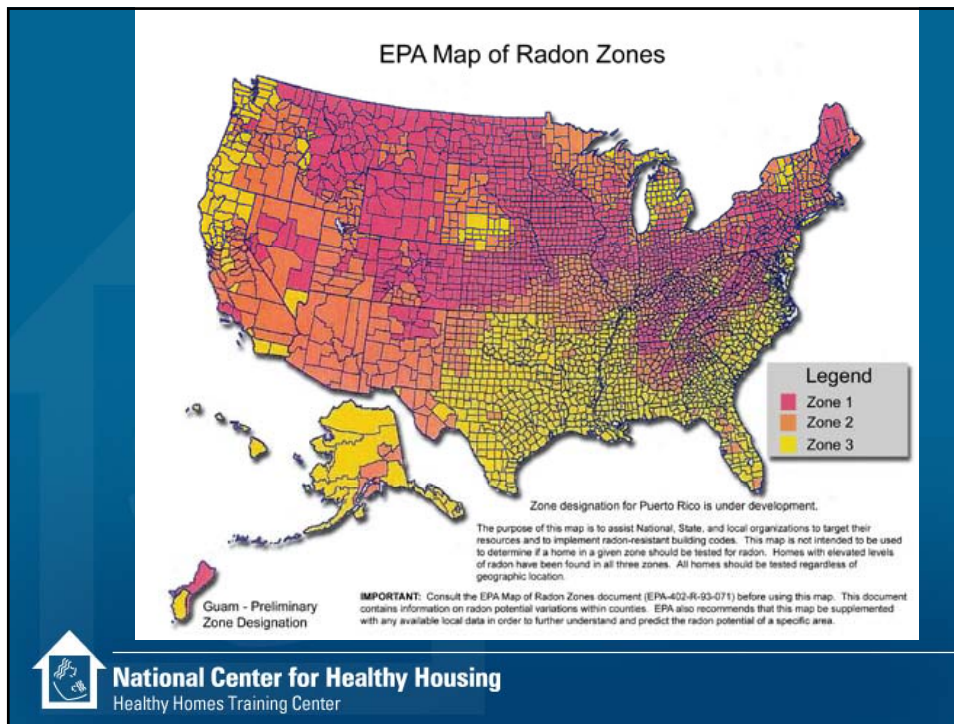 EPA Map of Radon Zones
Legend
Zone 1
Zone 2
Zone 3
Zone designation for Puerto Rico is under development.
The purpose of this map is to assist National, State, and local organizations to target their
resources and to implement radon-resistant building codes. This map is not intended to be used
to determine if a home in a given zone should be tested for radon. Homes with elevated levels
of radon have been found in all three zones. All homes should be tested regardless of
geographic location.
IMPORTANT: Consult the EPA Map of Radon Zones document (EPA-402-R-93-071) before using this map. This document
contains information on radon potential variations within counties. EPA also recommends that this map be supplemented
with any available local data in order to further understand and predict the radon potential of a specific area.
Guam - Preliminary
Zone Designation
National Center for Healthy Housing
Healthy Homes Training Center